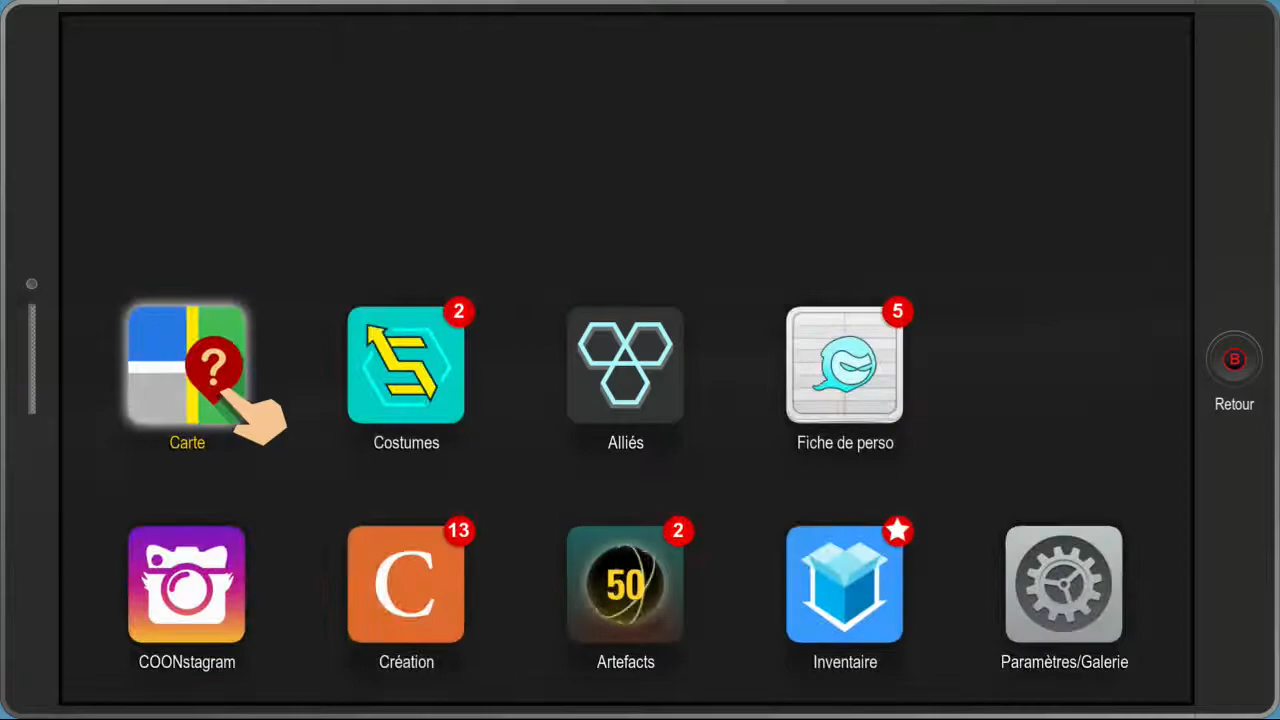 ?
2
5
Carte
Costumes
Alliés
Fiche de perso
B
Retour
13
2
C
50
COONstagram
Création
Artefacts
Inventaire
Paramètres/Galerie